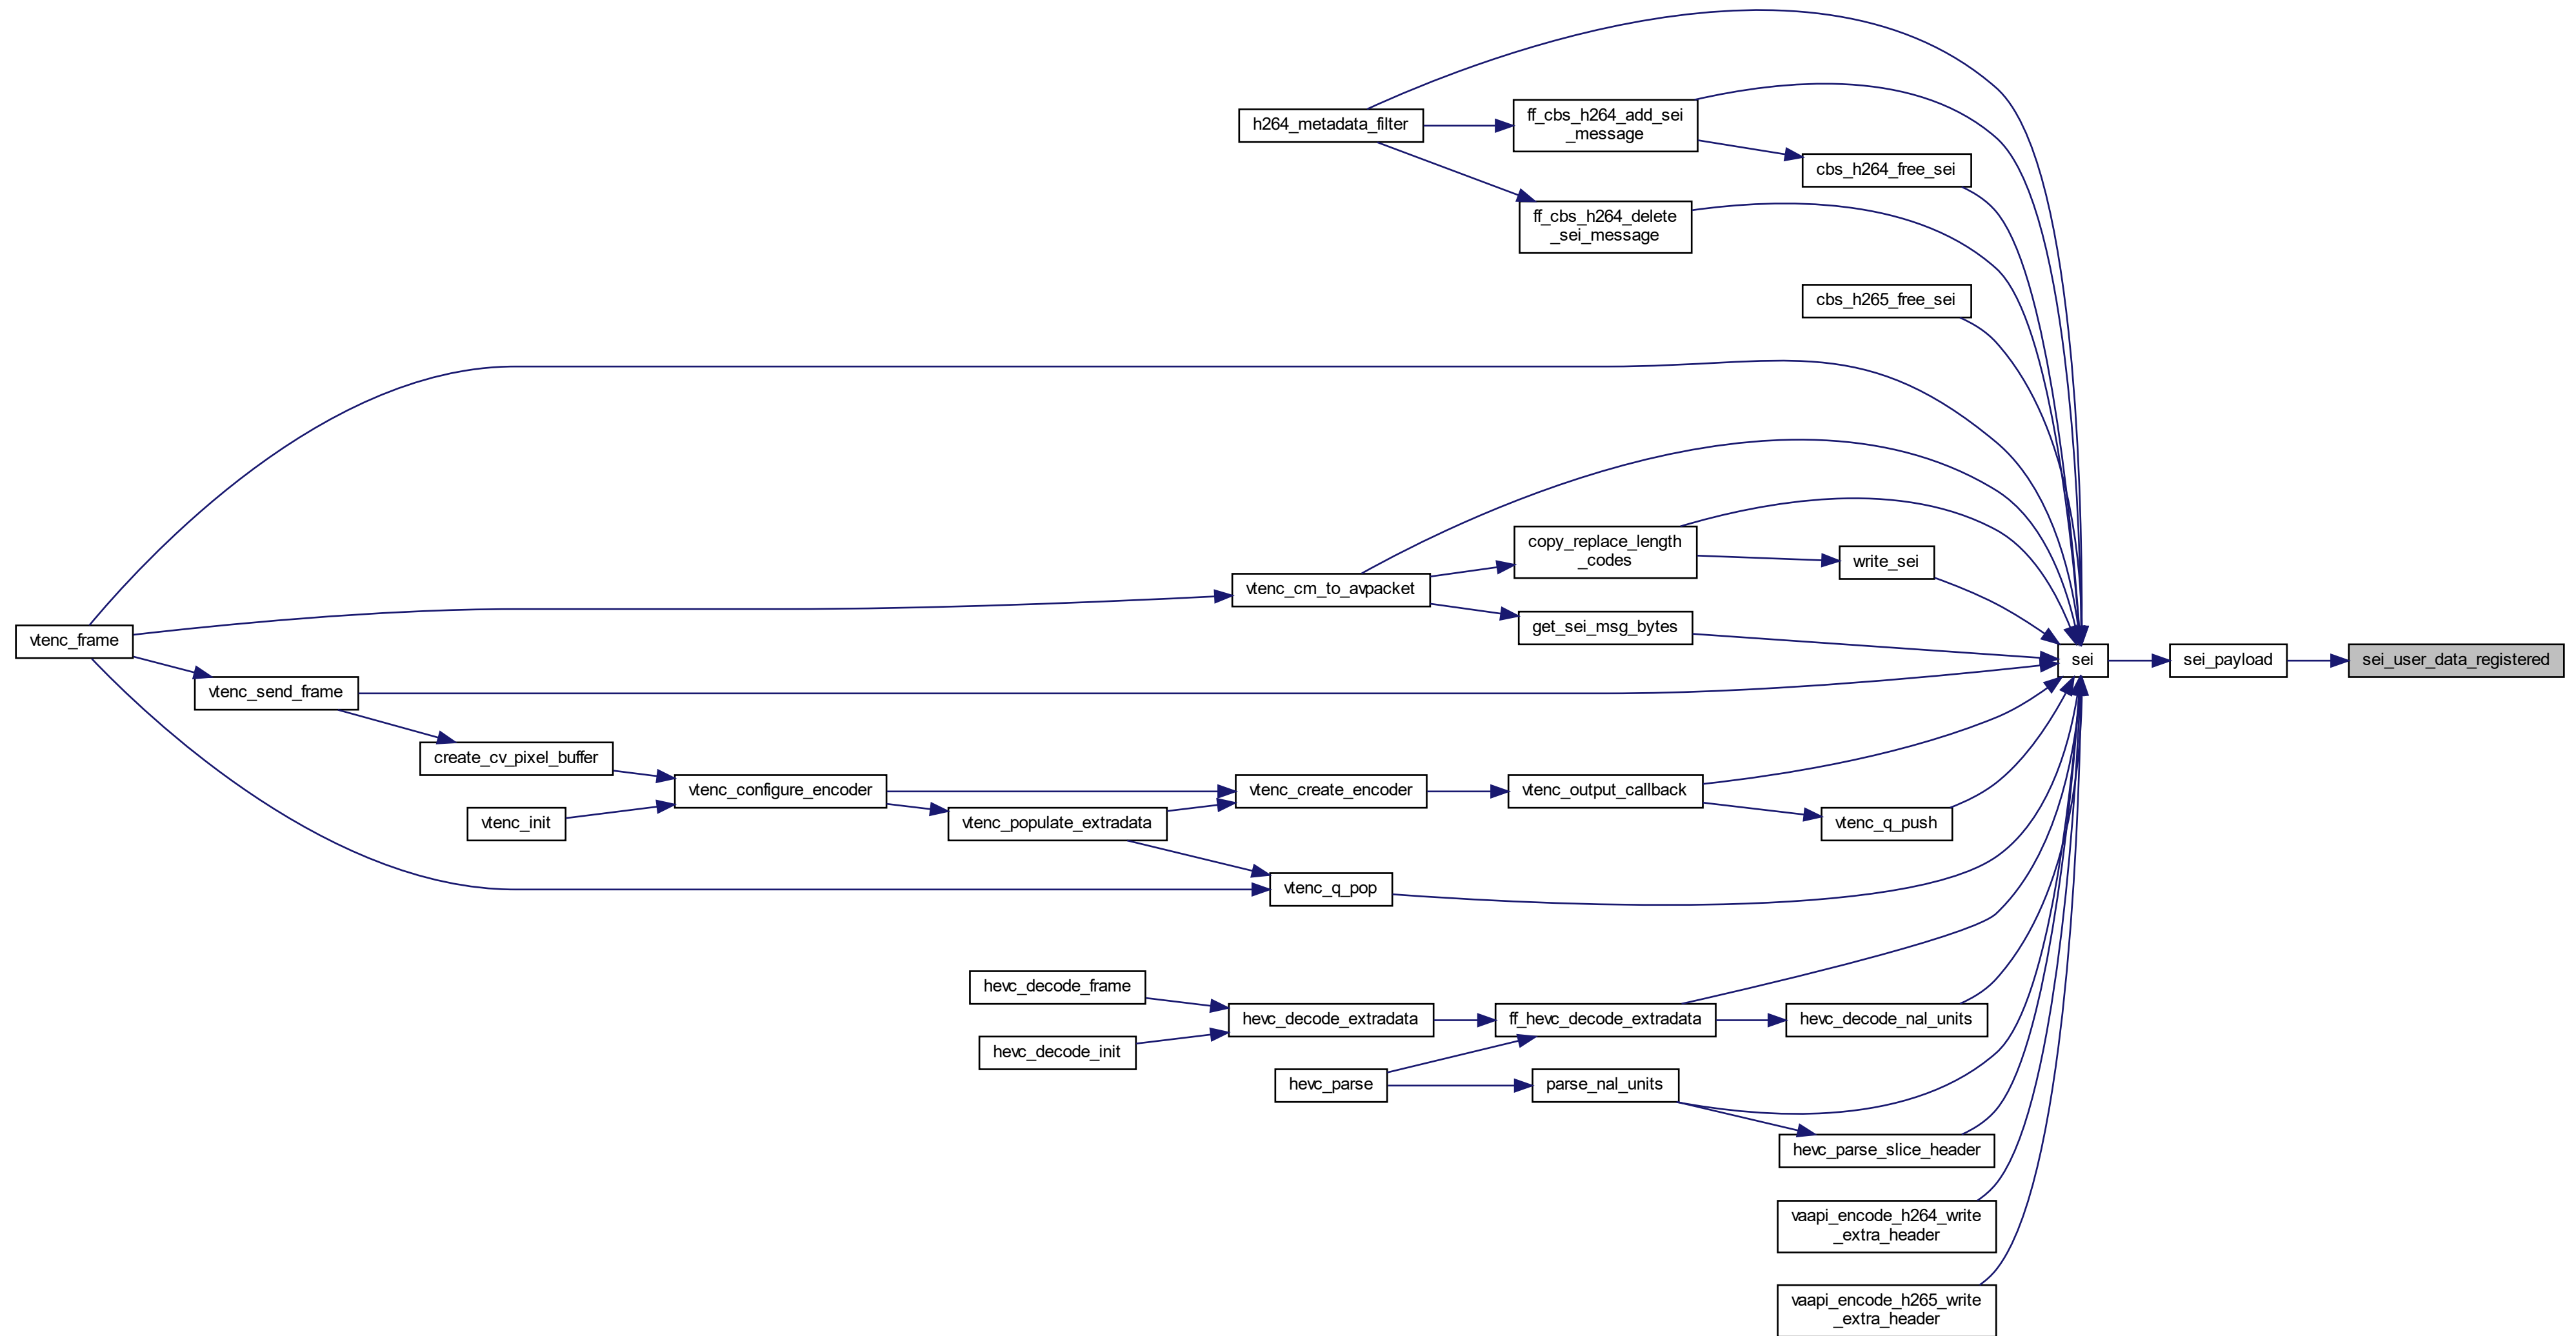 h264_metadata_filter
ff_cbs_h264_add_sei
_message
cbs_h264_free_sei
ff_cbs_h264_delete
_sei_message
cbs_h265_free_sei
copy_replace_length
_codes
write_sei
vtenc_cm_to_avpacket
get_sei_msg_bytes
vtenc_frame
sei
sei_payload
sei_user_data_registered
vtenc_send_frame
create_cv_pixel_buffer
vtenc_configure_encoder
vtenc_create_encoder
vtenc_output_callback
vtenc_init
vtenc_populate_extradata
vtenc_q_push
vtenc_q_pop
hevc_decode_frame
hevc_decode_extradata
ff_hevc_decode_extradata
hevc_decode_nal_units
hevc_decode_init
hevc_parse
parse_nal_units
hevc_parse_slice_header
vaapi_encode_h264_write
_extra_header
vaapi_encode_h265_write
_extra_header